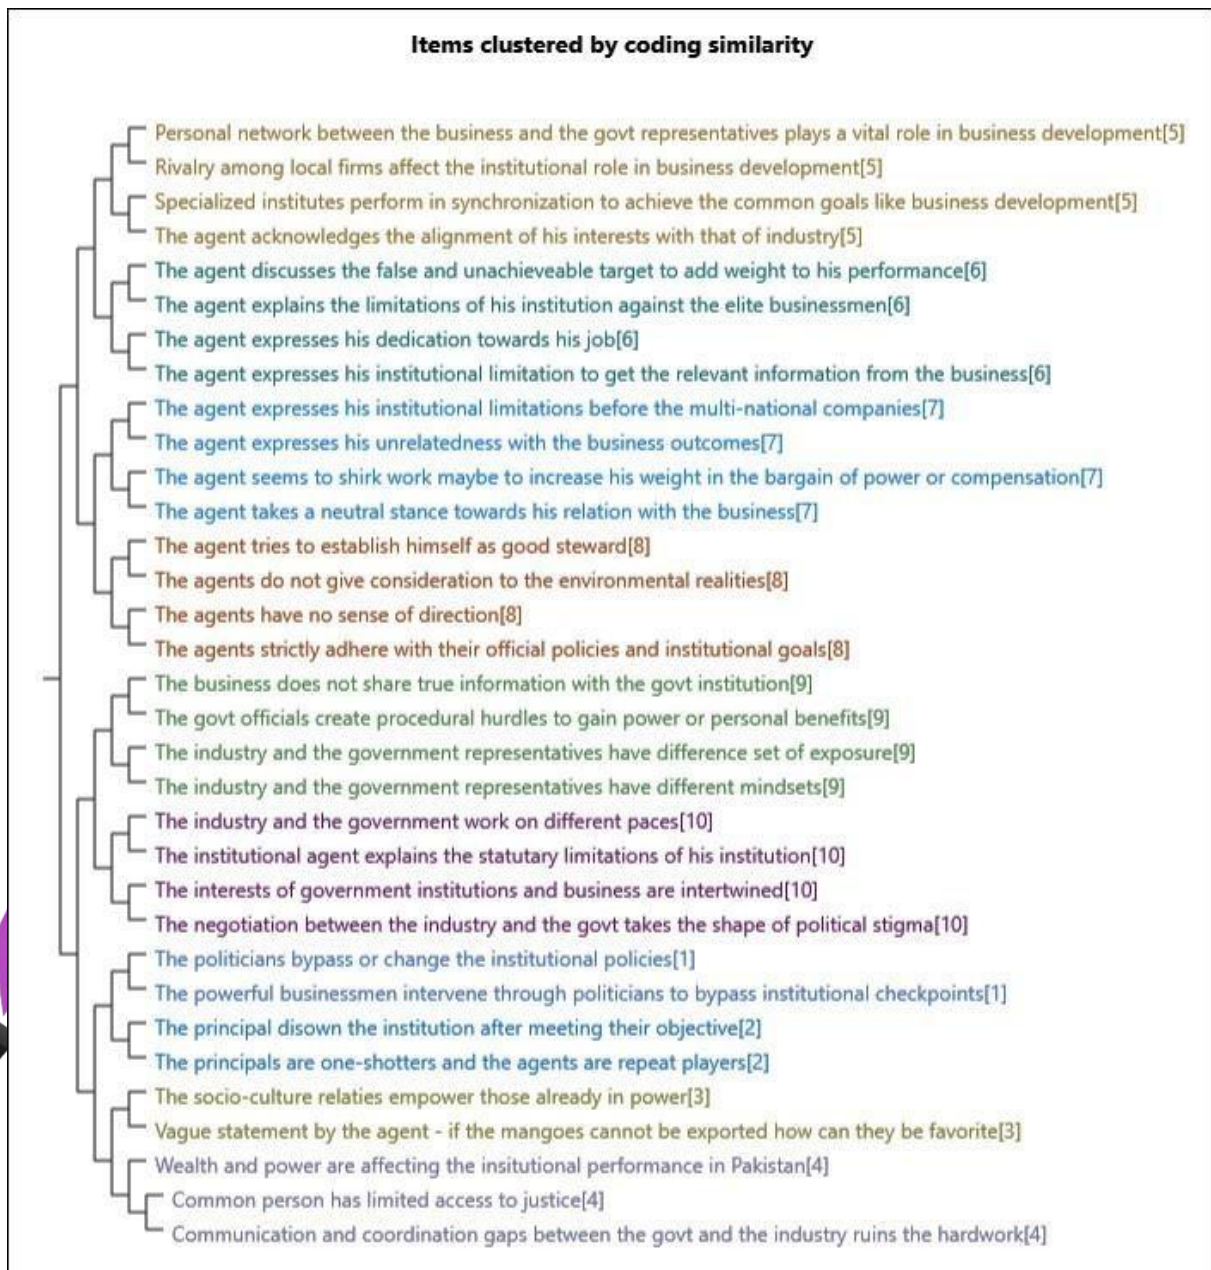 Items clustered by coding similarity
Personal network between the business and the govt representatives plays a vital role in business development[5]
Rivalry among local firms affect the institutional role in business development[5]
Specialized institutes perform in synchronization to achieve the common goals like business development[5]
The agent acknowledges the alignment of his interests with that of industry[5]
The agent discusses the false and unachieveable target to add weight to his performance[6]
The agent explains the limitations of his institution against the elite businessmen[6]
The agent expresses his dedication towards his job[6]
The agent expresses his institutional limitation to get the relevant information from the business[6]
The agent expresses his institutional limitations before the multi-national companies[7]
The agent expresses his unrelatedness with the business outcomes[7]
The agent seems to shirk work maybe to increase his weight in the bargain of power or compensation[7]
The agent takes a neutral stance towards his relation with the business[7]
The agent tries to establish himself as good steward[8]
The agents do not give consideration to the environmental realities[8]
The agents have no sense of direction[8]
The agents strictly adhere with their official policies and institutional goals[8]
The business does not share true information with the govt institution[9]
The govt officials create procedural hurdles to gain power or personal benefits[9]
The industry and the government representatives have difference set of exposure[9]
The industry and the government representatives have different mindsets[9]
The industry and the government work on different paces[10]
The institutional agent explains the statutary limitations of his institution[10]
The interests of government institutions and business are intertwined[10]
The negotiation between the industry and the govt takes the shape of political stigma[10]
The politicians bypass or change the institutional policies[1]
The powerful businessmen intervene through politicians to bypass institutional checkpoints[1]
The principal disown the institution after meeting their objective[2]
The principals are one-shotters and the agents are repeat players[2]
The socio-culture relaties empower those already in power[3]
Vague statement by the agent - if the mangoes cannot be exported how can they be favorite[3]
Wealth and power are affecting the insitutional performance in Pakistan[4]
Common person has limited access to justice[4]
Communication and coordination gaps between the govt and the industry ruins the hardwork[4]